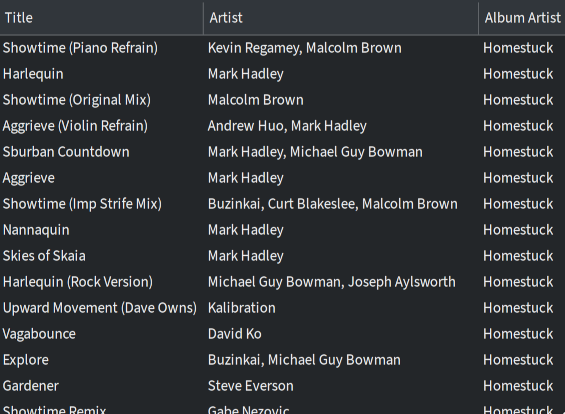 Title Artist Album Artist
Showtime (Piano Refrain) Kevin Regamey, Malcolm Brown Homestuck
Harlequin Mark Hadley Homestuck
Showtime (Original Mix) Malcolm Brown Homestuck
Aggrieve (Violin Refrain) Andrew Huo, Mark Hadley Homestuck
Sburban Countdown Mark Hadley, Michael Guy Bowman Homestuck
Aggrieve Mark Hadley Homestuck
Showtime (Imp Strife Mix) Buzinkai, Curt Blakeslee, Malcolm Brown Homestuck
Nannaquin Mark Hadley Homestuck
Skies of Skaia Mark Hadley Homestuck
Harlequin (Rock Version) Michael Guy Bowman, Joseph Aylsworth Homestuck
Upward Movement (Dave Owns) Kalibration Homestuck
Vagabounce David Ko Homestuck
Explore Buzinkai, Michael Guy Bowman Homestuck
Gardener Steve Everson Homestuck
Showtime Remix Gabe Nezovic Homestuck